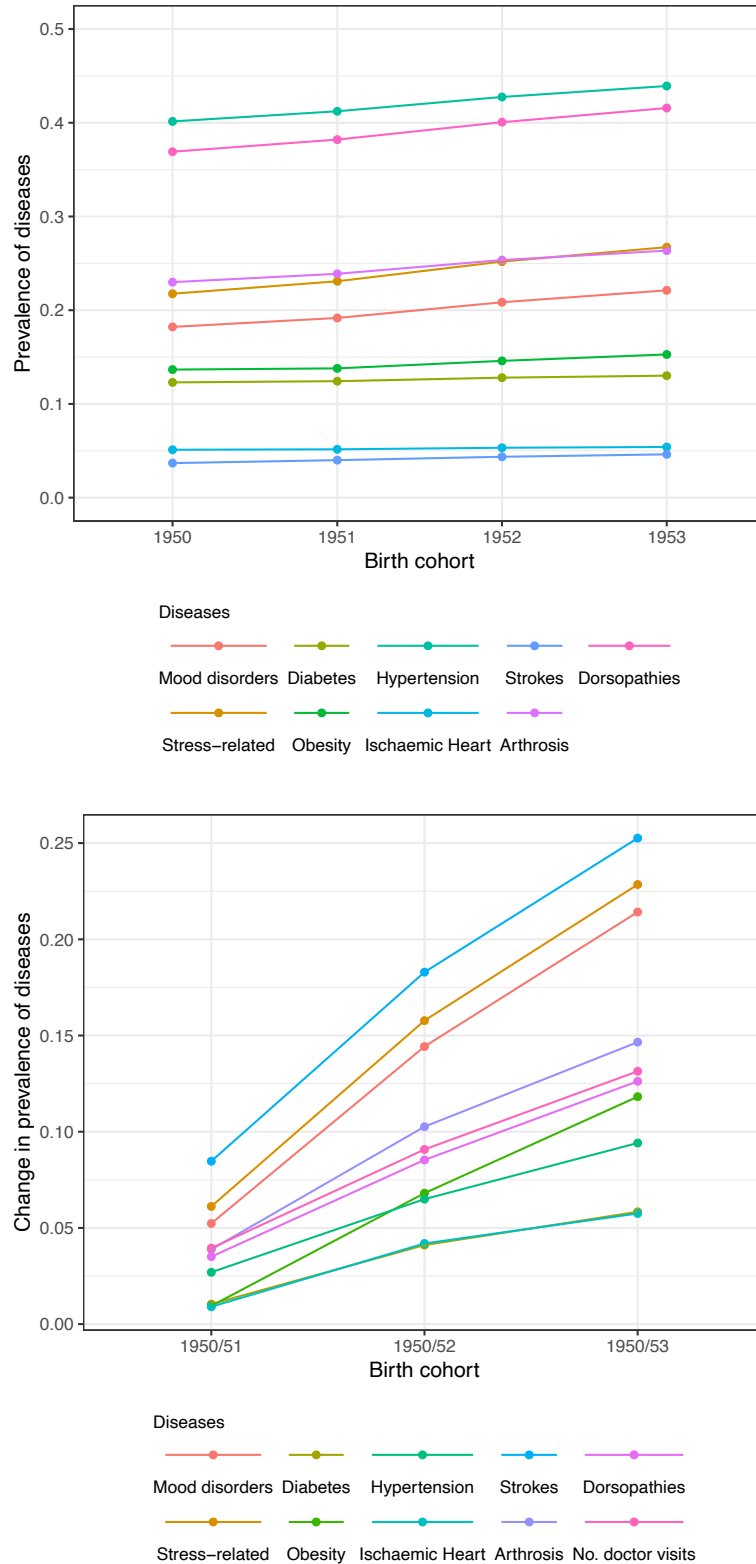 0.5
0.4
0.3
0.2
0.1
0.0
Prevalence of diseases
1950 1951 1952 1953
Birth cohort
Diseases
Mood disorders Diabetes Hypertension Strokes Dorsopathies
Stress−related Obesity Ischaemic Heart Arthrosis
0.25
0.20
0.15
0.10
0.05
0.00
Change in prevalence of diseases
1950/51 1950/52 1950/53
Birth cohort
Diseases
Mood disorders Diabetes Hypertension Strokes Dorsopathies
Stress−related Obesity Ischaemic Heart Arthrosis No. doctor visits